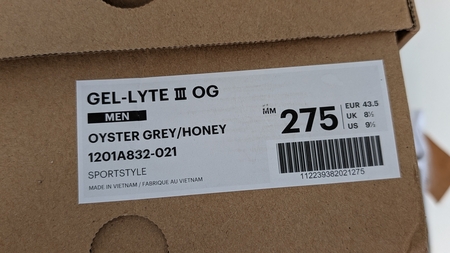 GEL-LYTE III OG
MEN
OYSTER GREY/HONEY
1201A832-021
SPORTSTYLE
MADE IN VIETNAM / FABRIQUE AU VIETNAM
MM 275
EUR 43.5
UK 8½
US 9½
112239382021275